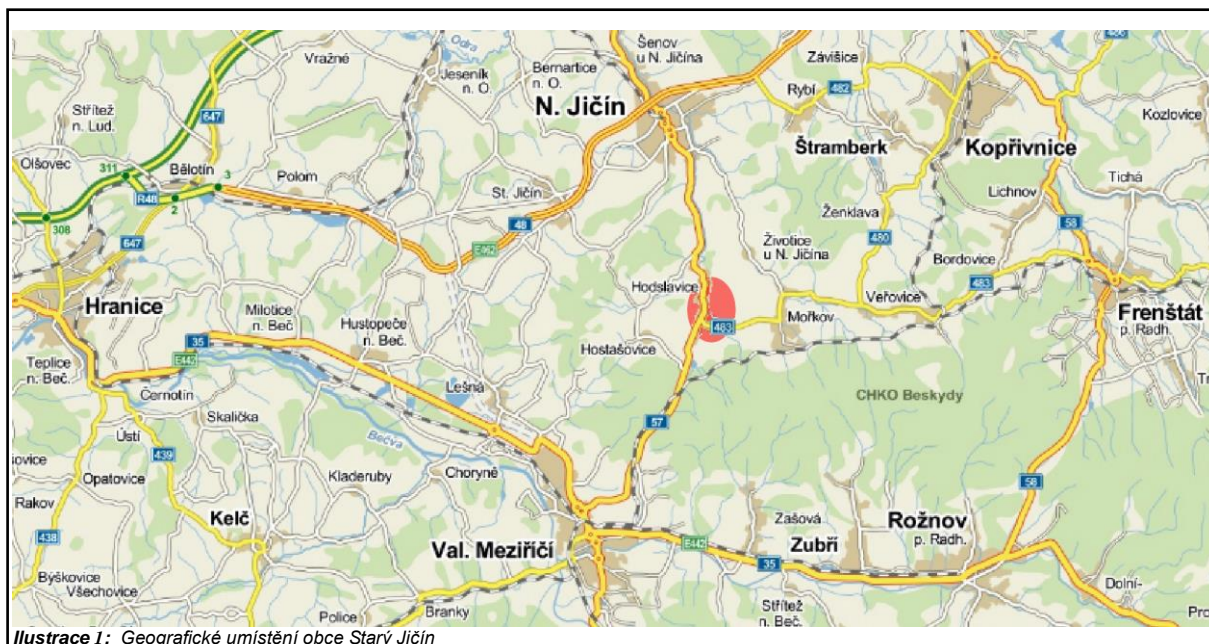 Vražné
Odra
Jeseník
n. O.
Bernartice
n. O.
Šenov
u N. Jičína
Závišice
486
Rybí
482
Kozlovice
Střítež
n. Lud.
647
N. Jičín
Štramberk
Kopřivnice
Olšovec
311
Bělotín
3
Polom
R48
2
St. Jičín
Lichnov
Tichá
308
647
48
E462
Ženklava
480
58
Životice
u N. Jičína
Bordovice
Hodslavice
483
Hranice
Milotice
n. Beč
Hustopeče
n. Beč.
483
Mořkov
Veřovice
Frenštát
p. Radh.
35
E442
Hostašovice
Teplice
n. Beč.
Černotín
Lešná
CHKO Beskydy
Skalička
Ústí
Bečva
57
439
Opatovice
Kladeruby
Choryně
58
Rakov
Kelč
Zašová
Rožnov
p. Radh.
438
Val. Meziříčí
E442
Zubří
35
Býškovice
Všechovice
Police
Branky
Střítež
n. Beč.
Dolní-
Ilustrace 1: Geografické umístění obce Starý Jičín